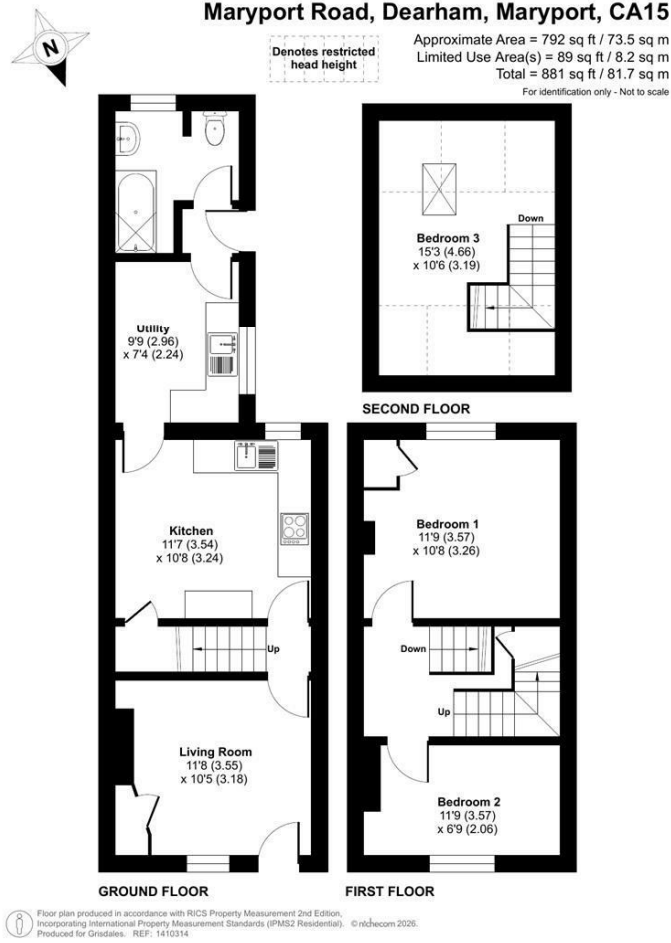 Maryport Road, Dearham, Maryport, CA15
Approximate Area = 792 sq ft / 73.5 sq m
Limited Use Area(s) = 89 sq ft / 8.2 sq m
Total = 881 sq ft / 81.7 sq m
For identification only - Not to scale
N
Denotes restricted
head height
Down
Bedroom 3
15'3 (4.66)
x 10'6 (3.19)
SECOND FLOOR
Utility
9'9 (2.96)
x 7'4 (2.24)
Kitchen
11'7 (3.54)
x 10'8 (3.24)
Up
Living Room
11'8 (3.55)
x 10'5 (3.18)
GROUND FLOOR
Bedroom 1
11'9 (3.57)
x 10'8 (3.26)
Down
Up
Bedroom 2
11'9 (3.57)
x 6'9 (2.06)
FIRST FLOOR
Floor plan produced in accordance with RICS Property Measurement 2nd Edition,
Incorporating International Property Measurement Standards (IPMS2 Residential). © nichecom 2026.
Produced for Grisdales. REF: 1410314